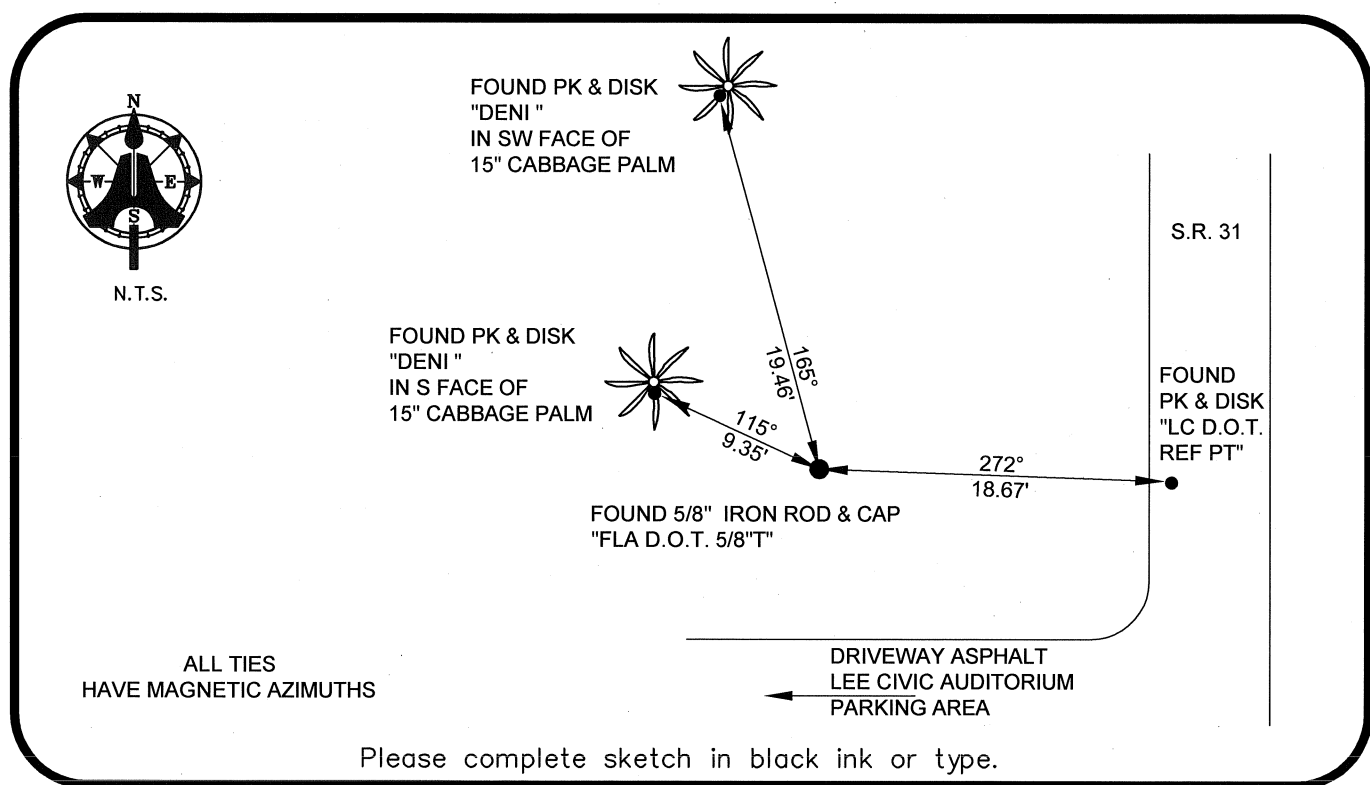 FOUND PK & DISK
"DENI "
IN SW FACE OF
15" CABBAGE PALM
N
W
E
S
N.T.S.
S.R. 31
FOUND PK & DISK
"DENI "
IN S FACE OF
15" CABBAGE PALM
165°
19.46'
115°
9.35'
FOUND
PK & DISK
"LC D.O.T.
REF PT"
272°
18.67'
FOUND 5/8" IRON ROD & CAP
"FLA D.O.T. 5/8"T"
ALL TIES
HAVE MAGNETIC AZIMUTHS
DRIVEWAY ASPHALT
LEE CIVIC AUDITORIUM
PARKING AREA
Please complete sketch in black ink or type.